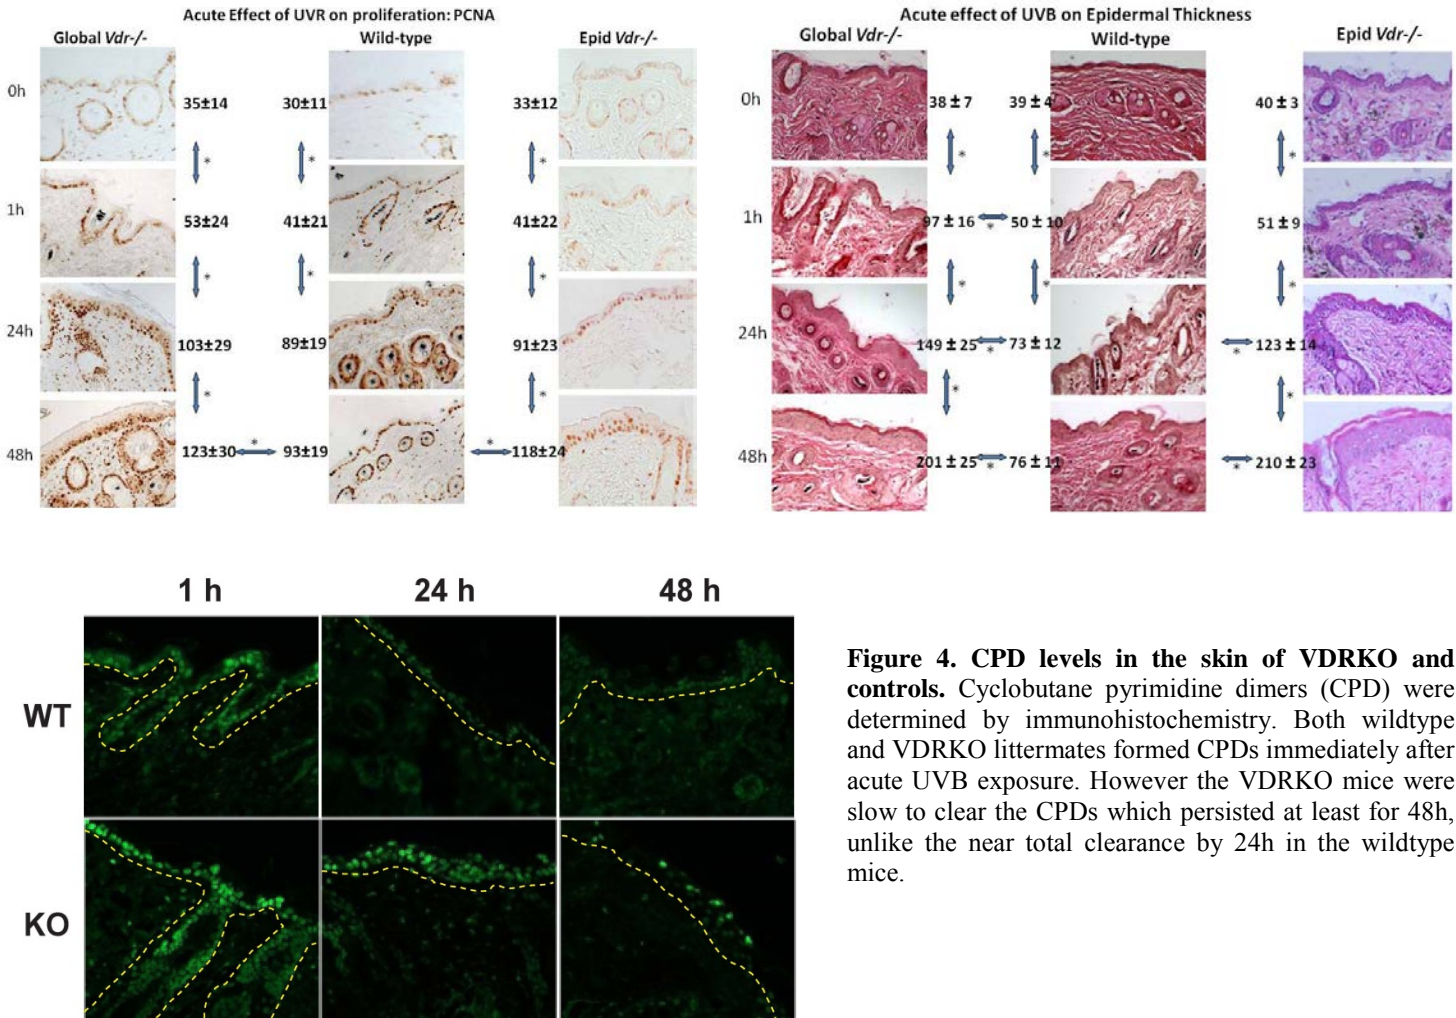 Acute Effect of UVR on proliferation: PCNA
Global Vdr-/- Wild-type Epid Vdr-/-
0h 35±14 30±11 33±12
* * *
1h 53±24 41±21 41±22
* * *
24h 103±29 89±19 91±23
* *
48h 123±30 * 93±19 * 118±24
Acute effect of UVB on Epidermal Thickness
Global Vdr-/- Wild-type Epid Vdr-/-
0h 38 ± 7 39 ± 4 40 ± 3
* * *
1h 97 ± 16 * 50 ± 10 51 ± 9
* * *
24h 149 ± 25 * 73 ± 12 * 123 ± 14
* *
48h 201 ± 25 * 76 ± 11 * 210 ± 23
1 h 24 h 48 h
WT
KO
Figure 4. CPD levels in the skin of VDRKO and
controls. Cyclobutane pyrimidine dimers (CPD) were
determined by immunohistochemistry. Both wildtype
and VDRKO littermates formed CPDs immediately after
acute UVB exposure. However the VDRKO mice were
slow to clear the CPDs which persisted at least for 48h,
unlike the near total clearance by 24h in the wildtype
mice.